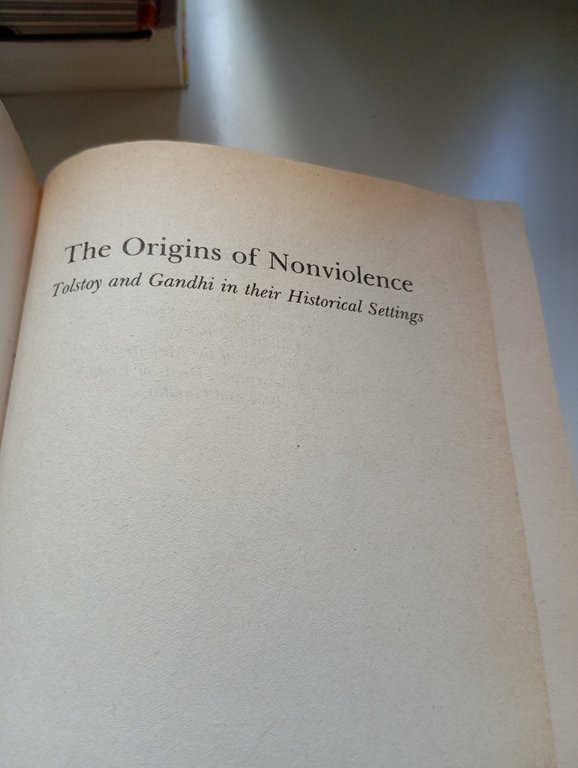 The Origins of Nonviolence
Tolstoy and Gandhi in their Historical Settings